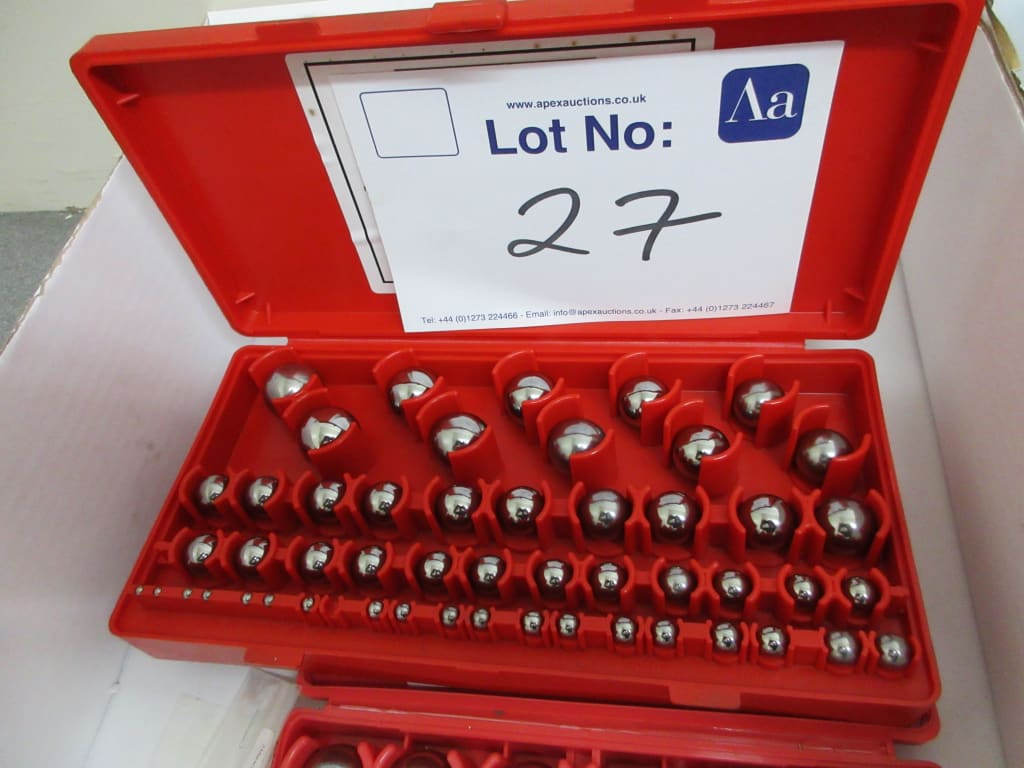 www.apexauctions.co.uk
Aa
Lot No:
27
Tel: +44 (0)1273 224466 - Email: info@apexauctions.co.uk - Fax: +44 (0)1273 224467